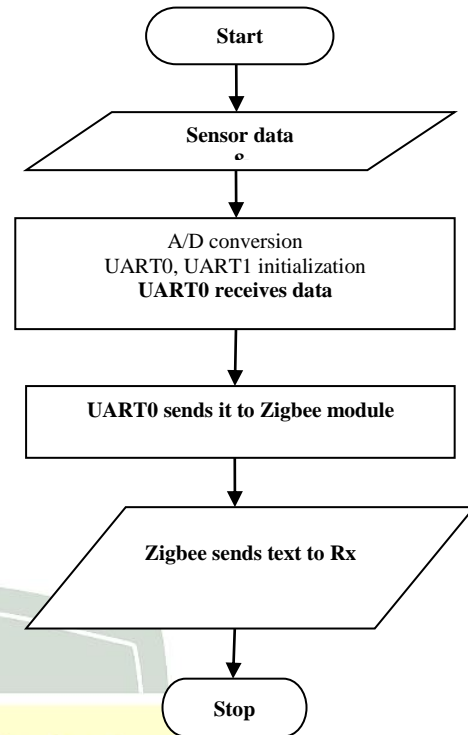 Start
Sensor data
A/D conversion
UART0, UART1 initialization
UART0 receives data
UART0 sends it to Zigbee module
Zigbee sends text to Rx
Stop